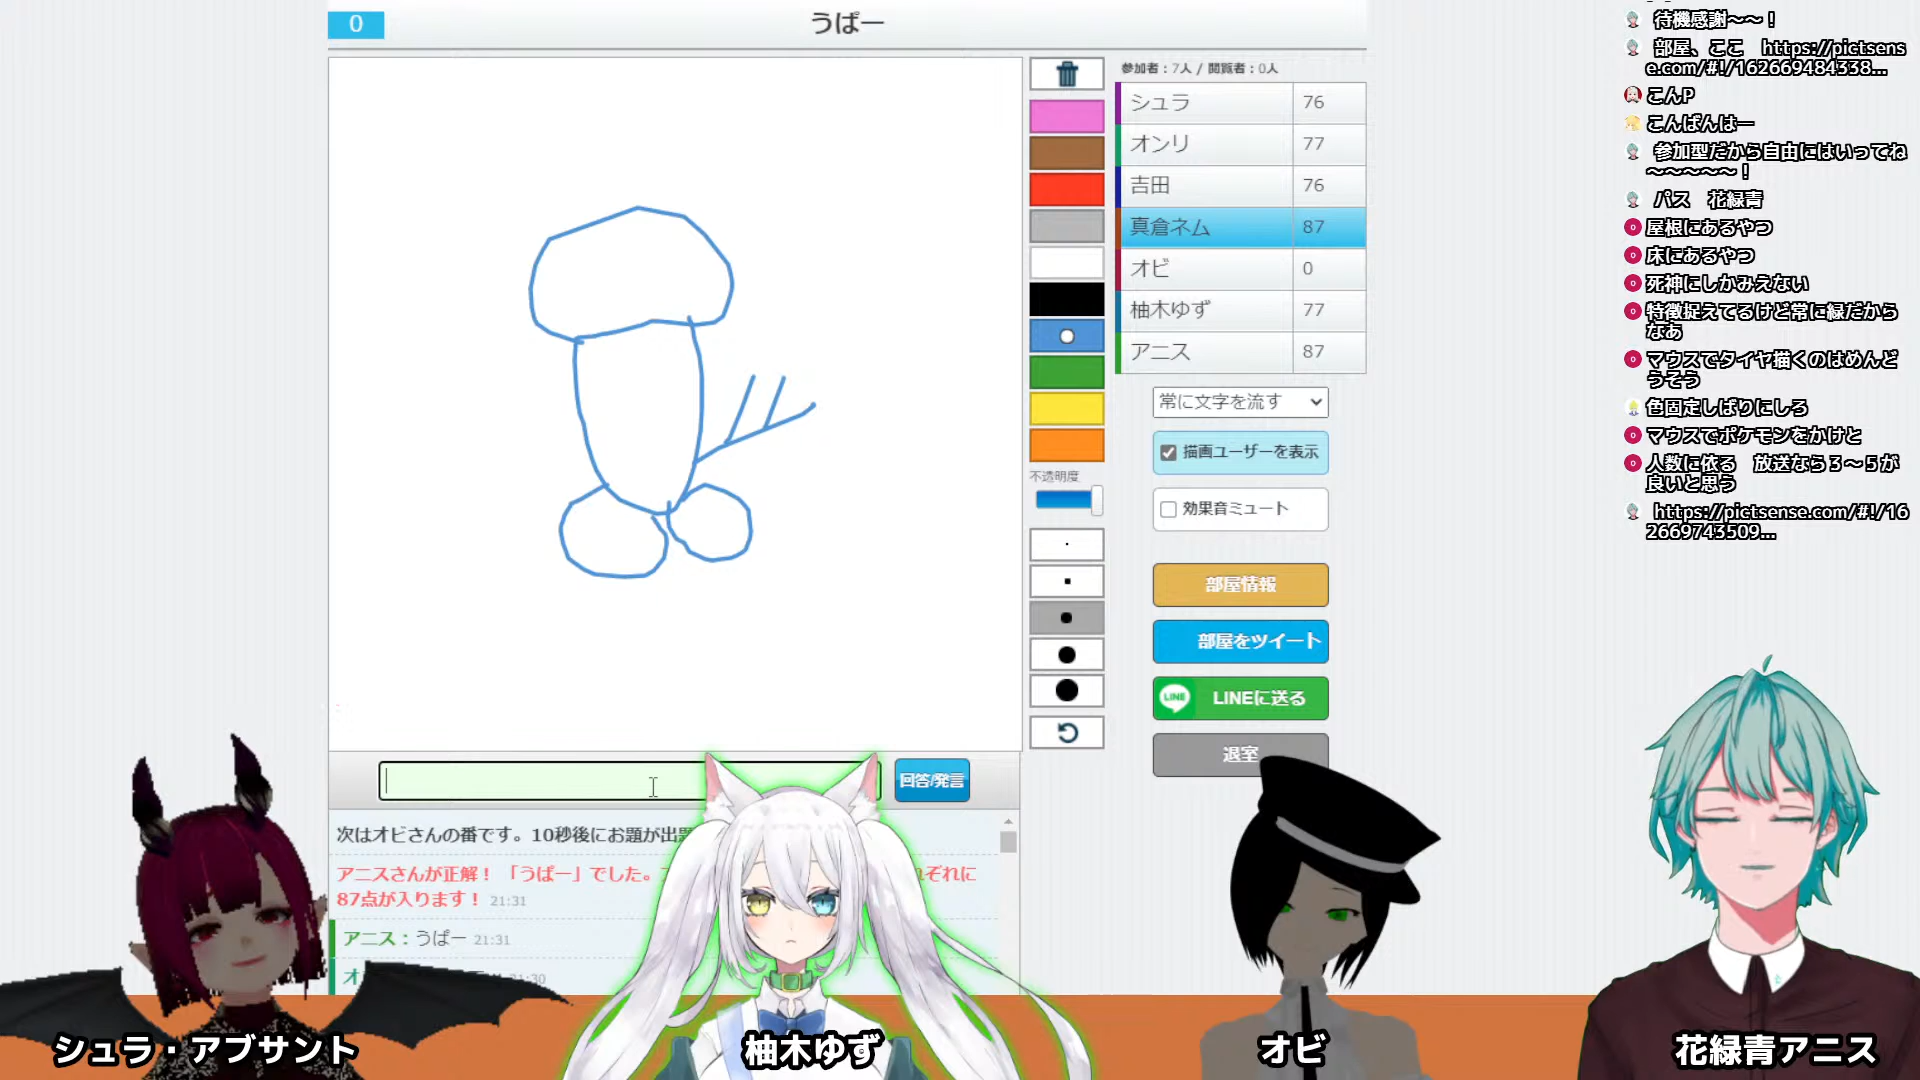 0
うぱー
参加者：7人 / 閲覧者：0人
シュラ 76
オンリ 77
吉田 76
真倉ネム 87
オビ 0
柚木ゆず 77
アニス 87
常に文字を流す
描画ユーザーを表示
不透明度
効果音ミュート
部屋情報
部屋をツイート
LINE LINEに送る
退室
回答/発言
次はオビさんの番です。10秒後にお題が出題
アニスさんが正解！「うぱー」でした。
れぞれに
87点が入ります！ 21:31
アニス：うぱー 21:31
オ
21:30
待機感謝～～！
部屋、ここ　https://pictsens
e.com/#!/162669484338...
こんP
こんばんはー
参加型だから自由にはいってね
～～～～～！
パス　花緑青
屋根にあるやつ
床にあるやつ
死神にしかみえない
特徴捉えてるけど常に緑だから
なあ
マウスでタイヤ描くのはめんど
うそう
色固定しばりにしろ
マウスでポケモンをかけと
人数に依る　放送なら３～５が
良いと思う
https://pictsense.com/#!/16
2669743509...
シュラ・アブサント
柚木ゆず
オビ
花緑青アニス